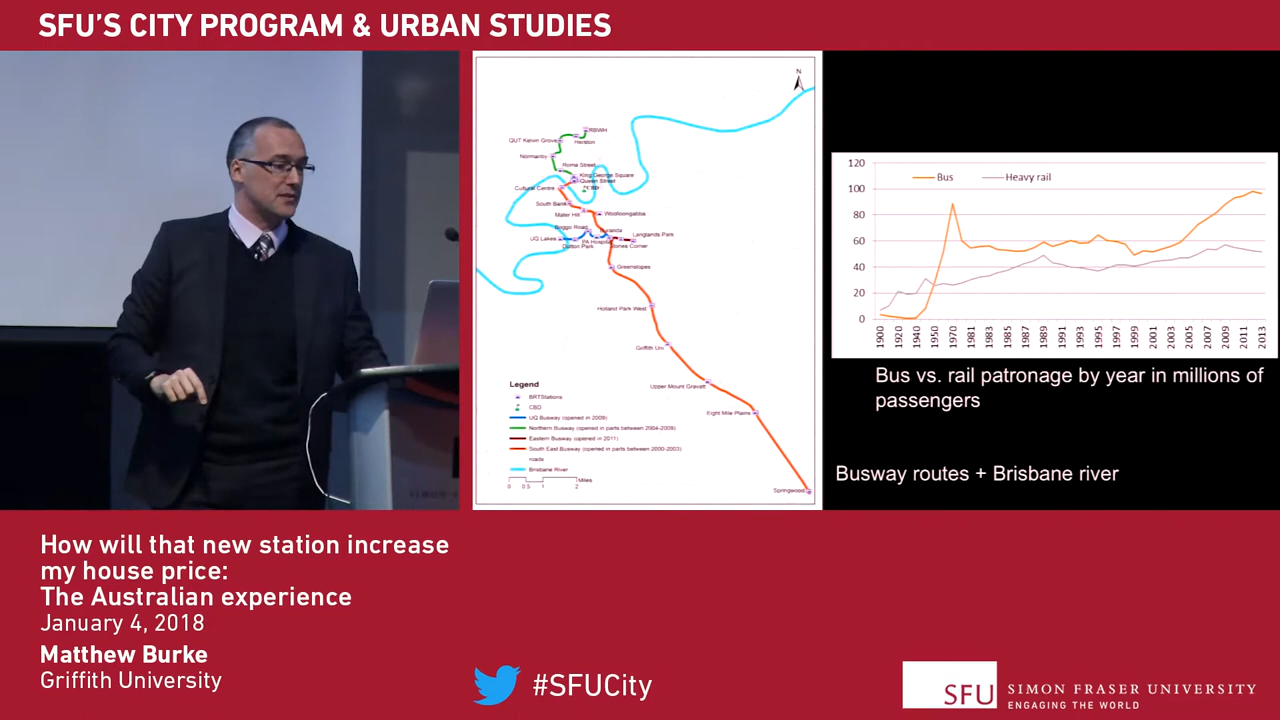 SFU'S CITY PROGRAM & URBAN STUDIES
N
RBWH
QUT Kelvin Grove
Herston
Normanby
Roma Street
King George Square
Queen Street
Cultural Centre
CBD
South Bank
Mater Hill
Woolloongabba
Boggo Road
Buranda
Langlands Park
UQ Lakes
PA Hospital
Dutton Park
Stones Corner
Greenslopes
Holland Park West
Griffith Uni
Upper Mount Gravatt
Eight Mile Plains
Springwood
Legend
BRTStations
CBD
UQ Busway (opened in 2009)
Northern Busway (opened in parts between 2004-2009)
Eastern Busway (opened in 2011)
South East Busway (opened in parts between 2000-2003)
roads
Brisbane River
Miles
0 0.5 1 2
Bus Heavy rail
120
100
80
60
40
20
0
1900 1920 1940 1950 1970 1981 1983 1985 1987 1989 1991 1993 1995 1997 1999 2001 2003 2005 2007 2009 2011 2013
Bus vs. rail patronage by year in millions of
passengers
Busway routes + Brisbane river
How will that new station increase
my house price:
The Australian experience
January 4, 2018
Matthew Burke
Griffith University
#SFUCity
SFU SIMON FRASER UNIVERSITY
ENGAGING THE WORLD